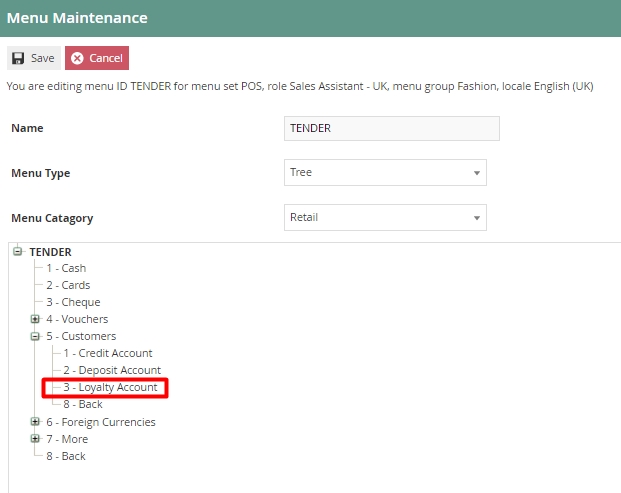 Menu Maintenance
Save Cancel
You are editing menu ID TENDER for menu set POS, role Sales Assistant - UK, menu group Fashion, locale English (UK)
Name TENDER
Menu Type Tree
Menu Catagory Retail
TENDER
1 - Cash
2 - Cards
3 - Cheque
4 - Vouchers
5 - Customers
1 - Credit Account
2 - Deposit Account
3 - Loyalty Account
8 - Back
6 - Foreign Currencies
7 - More
8 - Back